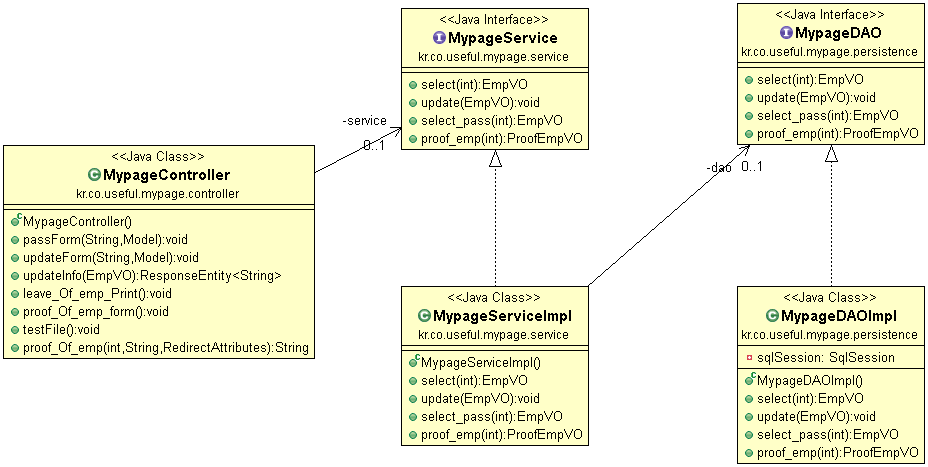 <<Java Interface>>
MypageService
kr.co.useful.mypage.service
select(int):EmpVO
update(EmpVO):void
select_pass(int):EmpVO
proof_emp(int):ProofEmpVO
<<Java Interface>>
MypageDAO
kr.co.useful.mypage.persistence
select(int):EmpVO
update(EmpVO):void
select_pass(int):EmpVO
proof_emp(int):ProofEmpVO
-service
0..1
-dao 0..1
<<Java Class>>
MypageController
kr.co.useful.mypage.controller
MypageController()
passForm(String,Model):void
updateForm(String,Model):void
updateInfo(EmpVO):ResponseEntity<String>
leave_Of_emp_Print():void
proof_Of_emp_form():void
testFile():void
proof_Of_emp(int,String,RedirectAttributes):String
<<Java Class>>
MypageServiceImpl
kr.co.useful.mypage.service
MypageServiceImpl()
select(int):EmpVO
update(EmpVO):void
select_pass(int):EmpVO
proof_emp(int):ProofEmpVO
<<Java Class>>
MypageDAOImpl
kr.co.useful.mypage.persistence
sqlSession: SqlSession
MypageDAOImpl()
select(int):EmpVO
update(EmpVO):void
select_pass(int):EmpVO
proof_emp(int):ProofEmpVO